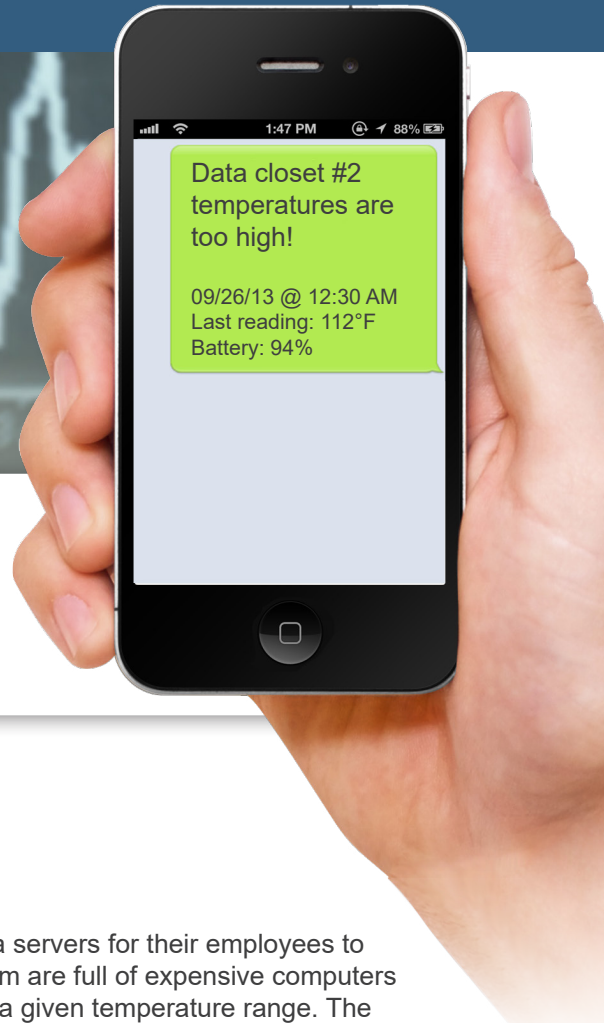 1:47 PM 88%
Data closet #2
temperatures are
too high!
09/26/13 @ 12:30 AM
Last reading: 112°F
Battery: 94%
servers for their employees to
are full of expensive computers
a given temperature range. The